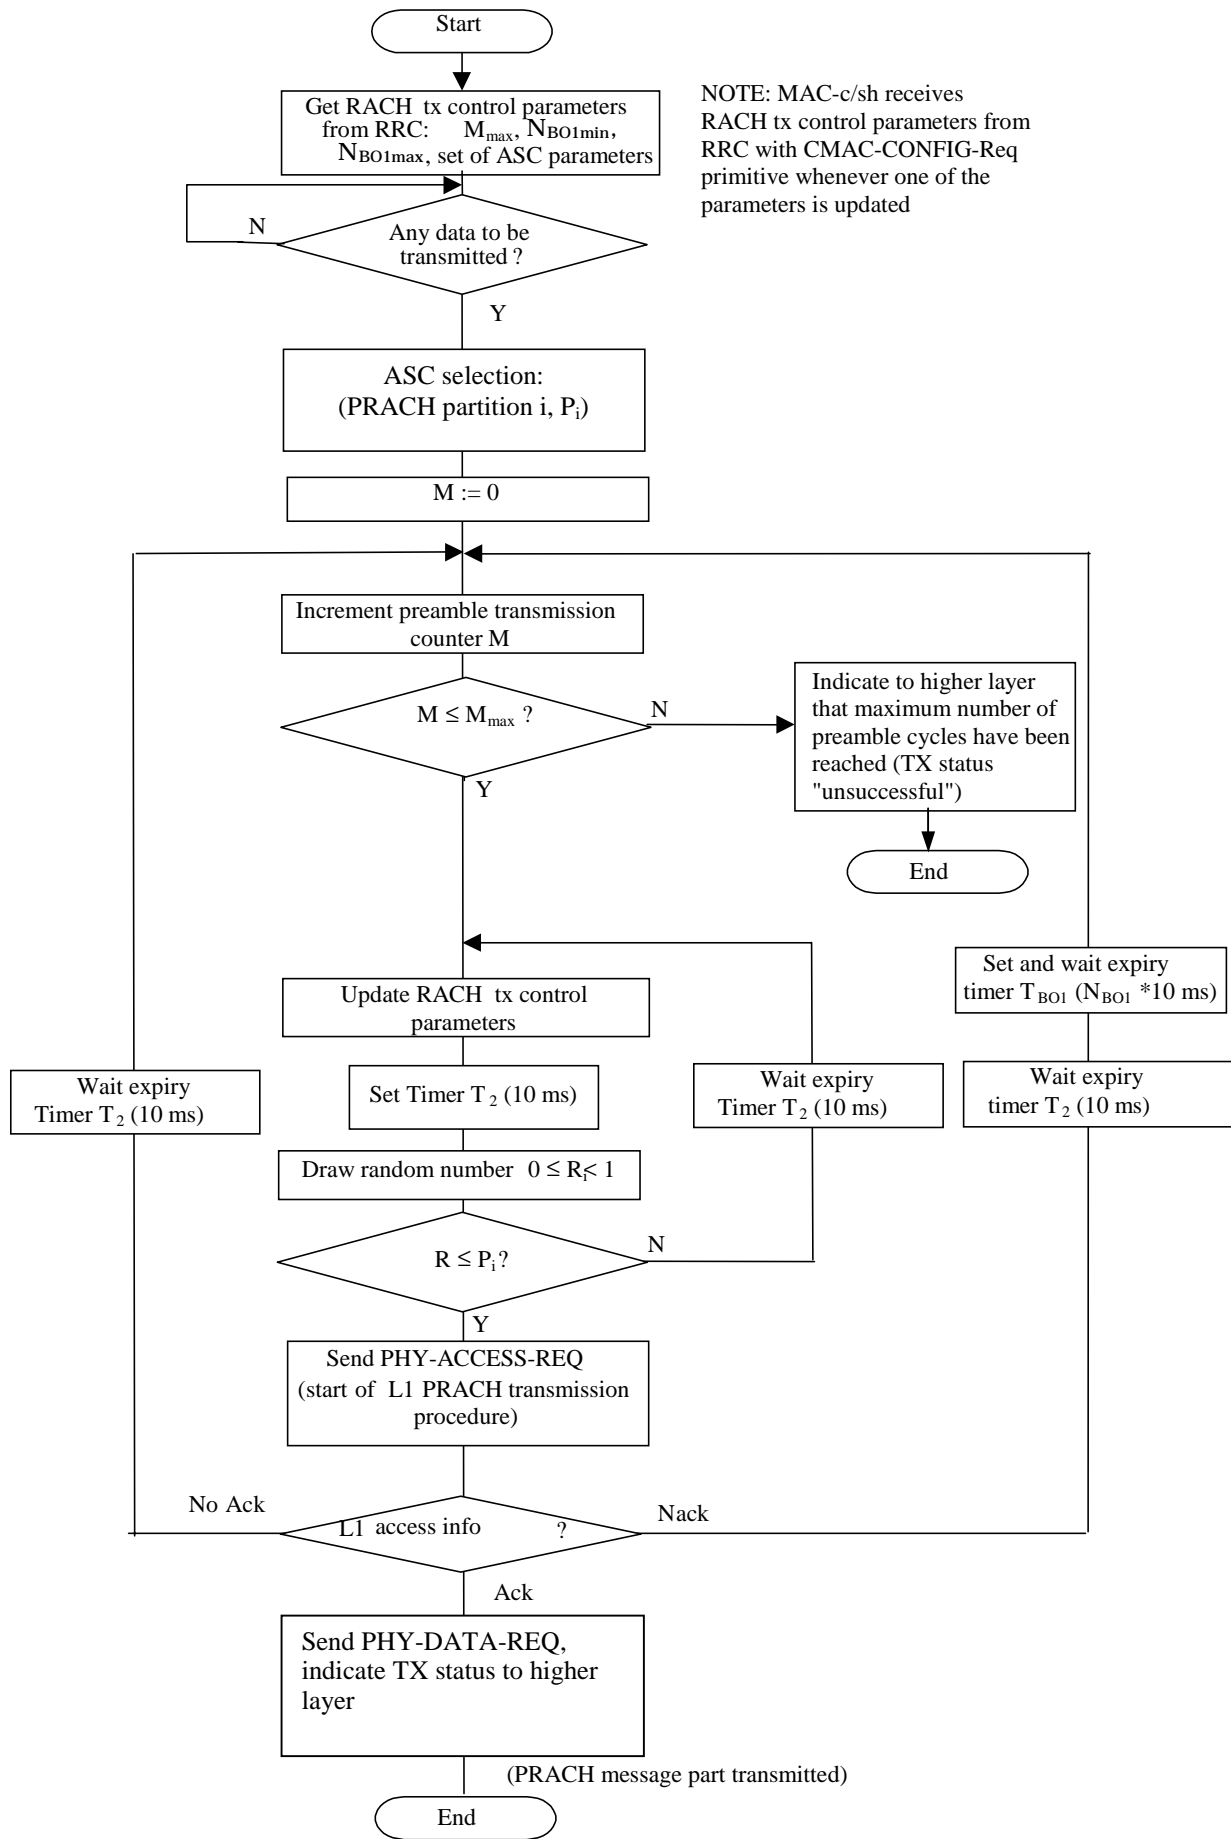 Start
Get RACH tx control parameters
from RRC: Mmax, NBO1min,
NBO1max, set of ASC parameters
NOTE: MAC-c/sh receives
RACH tx control parameters from
RRC with CMAC-CONFIG-Req
primitive whenever one of the
parameters is updated
N
Any data to be
transmitted ?
Y
ASC selection:
(PRACH partition i, Pi)
M := 0
Increment preamble transmission
counter M
M ≤ Mmax ?
N
Indicate to higher layer
that maximum number of
preamble cycles have been
reached (TX status
"unsuccessful")
Y
End
Update RACH tx control
parameters
Set and wait expiry
timer TBO1 (NBO1 *10 ms)
Wait expiry
Timer T2 (10 ms)
Set Timer T2 (10 ms)
Wait expiry
Timer T2 (10 ms)
Wait expiry
timer T2 (10 ms)
Draw random number 0 ≤ Ri< 1
R ≤ Pi?
N
Y
Send PHY-ACCESS-REQ
(start of L1 PRACH transmission
procedure)
No Ack
L1 access info ?
Nack
Ack
Send PHY-DATA-REQ,
indicate TX status to higher
layer
(PRACH message part transmitted)
End